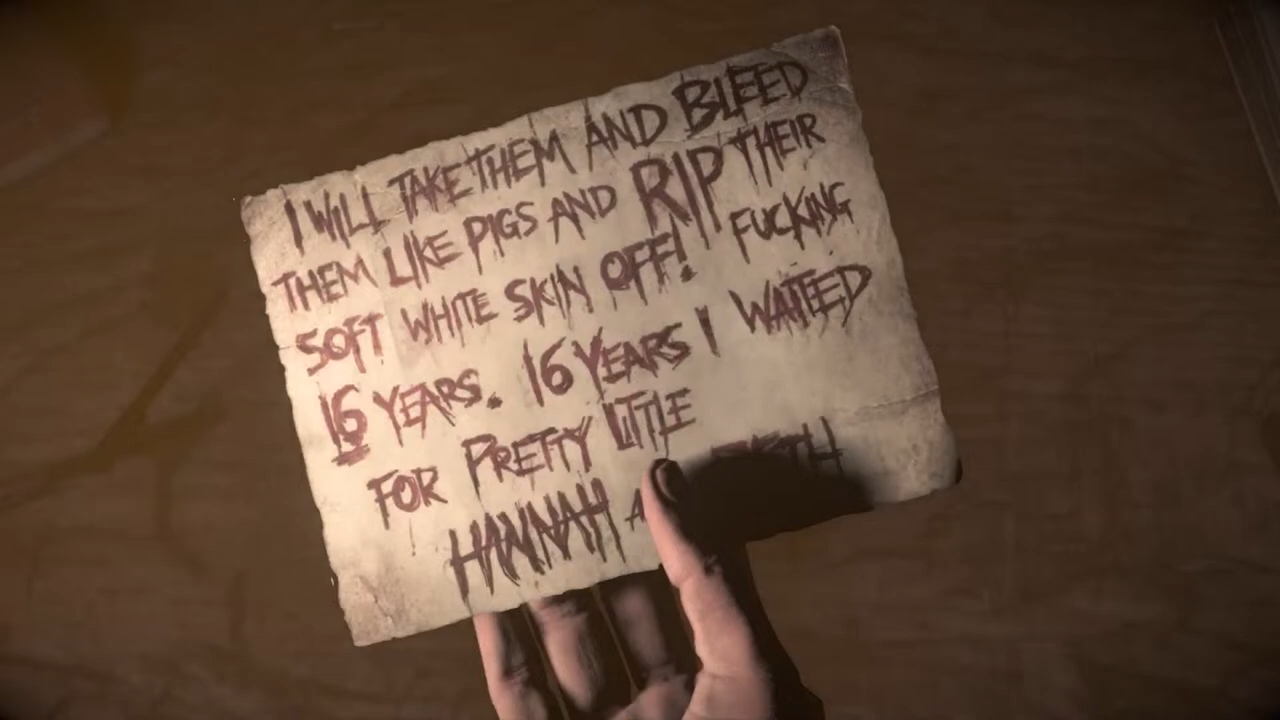 I WILL TAKE THEM AND BLEED
THEM LIKE PIGS AND RIP THEIR
SOFT WHITE SKIN OFF! FUCKING
16 YEARS. 16 YEARS I WAITED
FOR PRETTY LITTLE
HANNAH BETH